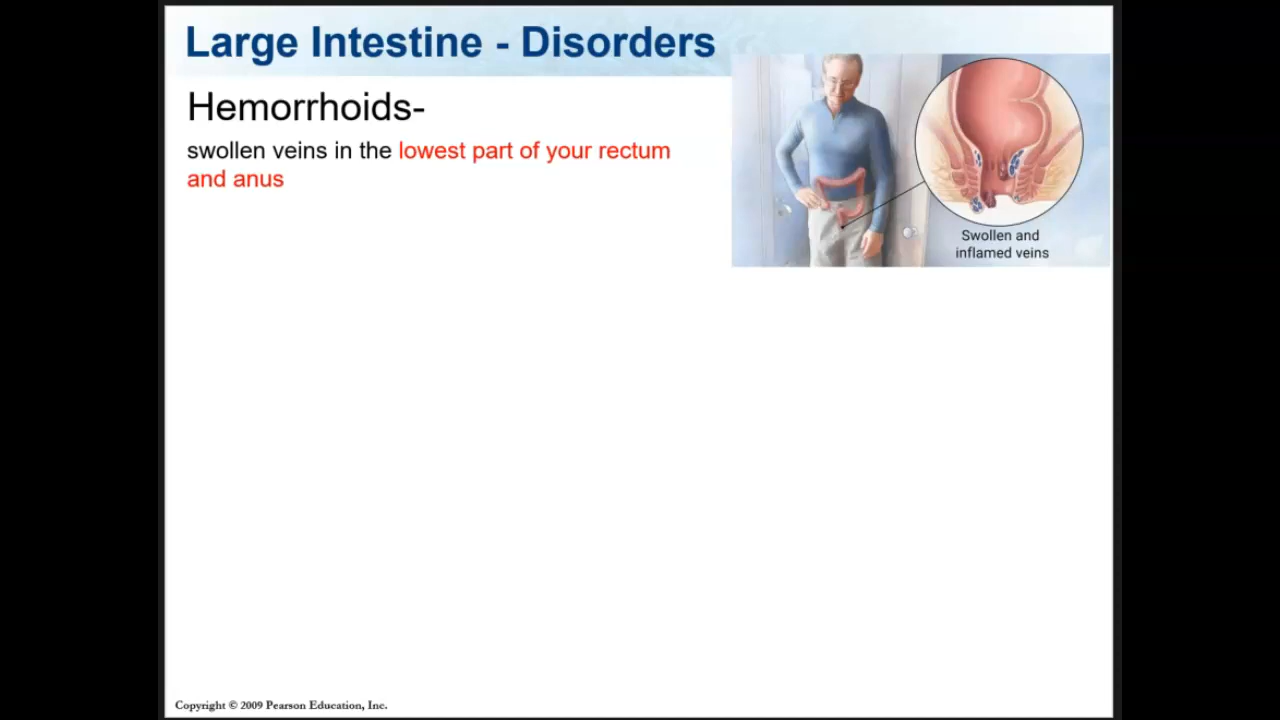 Large Intestine - Disorders
Hemorrhoids-
swollen veins in the lowest part of your rectum
and anus
Swollen and
inflamed veins
Copyright © 2009 Pearson Education, Inc.